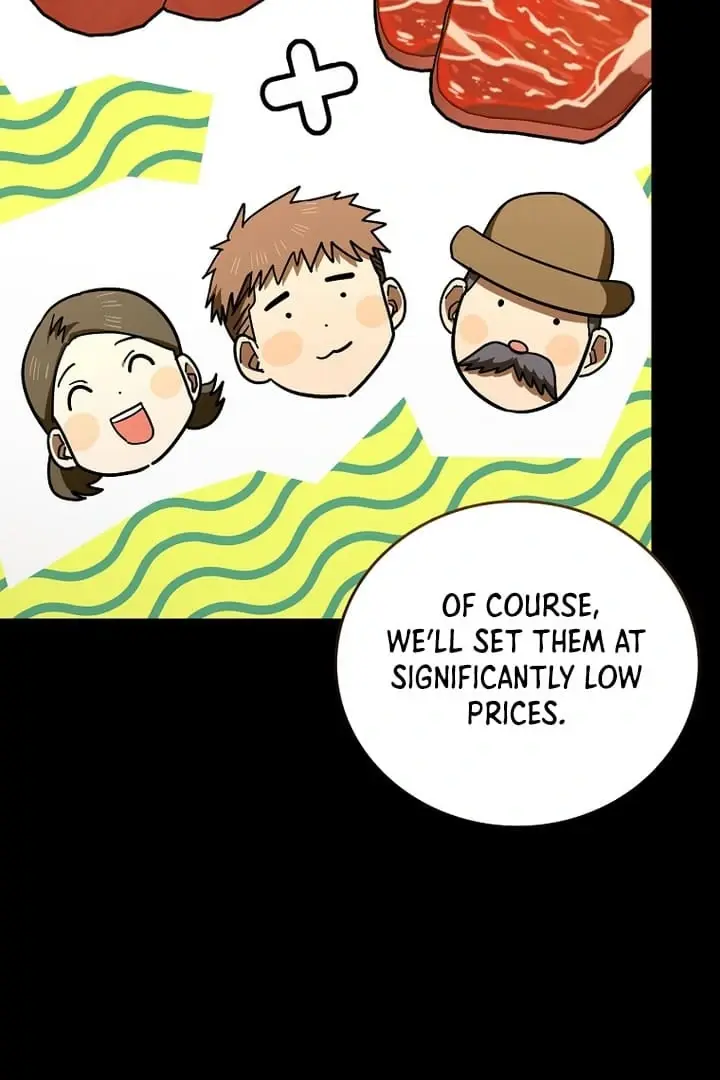 OF COURSE,
WE'LL SET THEM AT
SIGNIFICANTLY LOW
PRICES.